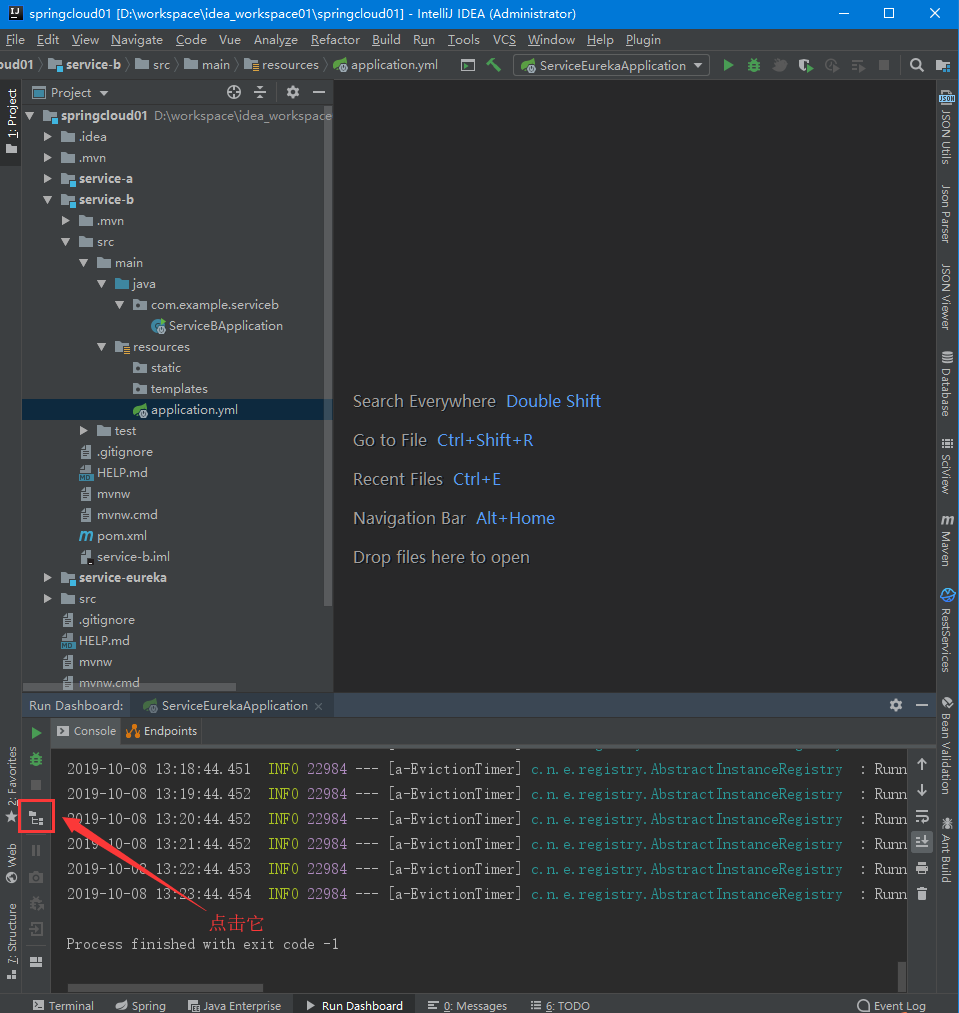 springcloud01 [D:\workspace\idea_workspace01\springcloud01] - IntelliJ IDEA (Administrator)
File Edit View Navigate Code Vue Analyze Refactor Build Run Tools VCS Window Help Plugin
oud01 service-b src main resources application.yml ServiceEurekaApplication
1: Project
Project
springcloud01 D:\workspace\idea_workspace
.idea
.mvn
service-a
service-b
.mvn
src
main
java
com.example.serviceb
ServiceBApplication
resources
static
templates
application.yml
test
.gitignore
HELP.md
mvnw
mvnw.cmd
pom.xml
service-b.iml
service-eureka
src
.gitignore
HELP.md
mvnw
mvnw.cmd
Search Everywhere Double Shift
Go to File Ctrl+Shift+R
Recent Files Ctrl+E
Navigation Bar Alt+Home
Drop files here to open
JSON Utils
Json Parser
JSON Viewer
Database
SciView
Maven
RestServices
Bean Validation
Ant Build
2: Favorites
Web
7: Structure
Run Dashboard: ServiceEurekaApplication
Console Endpoints
2019-10-08 13:18:44.451 INFO 22984 --- [a-EvictionTimer] c.n.e.registry.AbstractInstanceRegistry : Runn
2019-10-08 13:19:44.452 INFO 22984 --- [a-EvictionTimer] c.n.e.registry.AbstractInstanceRegistry : Runn
2019-10-08 13:20:44.452 INFO 22984 --- [a-EvictionTimer] c.n.e.registry.AbstractInstanceRegistry : Runn
2019-10-08 13:21:44.452 INFO 22984 --- [a-EvictionTimer] c.n.e.registry.AbstractInstanceRegistry : Runn
2019-10-08 13:22:44.453 INFO 22984 --- [a-EvictionTimer] c.n.e.registry.AbstractInstanceRegistry : Runn
2019-10-08 13:23:44.454 INFO 22984 --- [a-EvictionTimer] c.n.e.registry.AbstractInstanceRegistry : Runn
点击它
Process finished with exit code -1
Terminal Spring Java Enterprise Run Dashboard 0: Messages 6: TODO Event Log